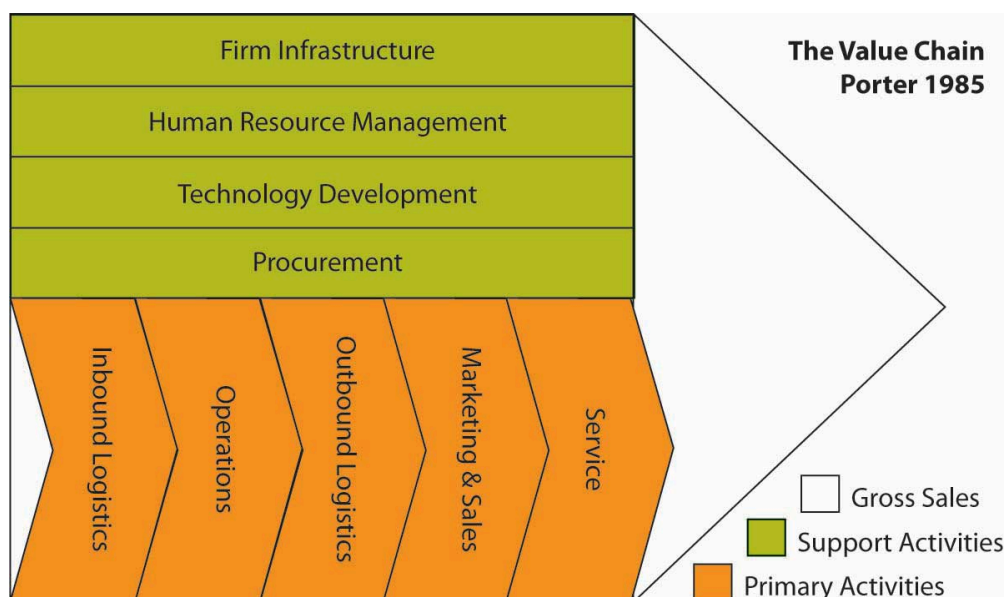 Firm Infrastructure
Human Resource Management
Technology Development
Procurement
Inbound Logistics
Operations
Outbound Logistics
Marketing & Sales
Service
The Value Chain
Porter 1985
Gross Sales
Support Activities
Primary Activities